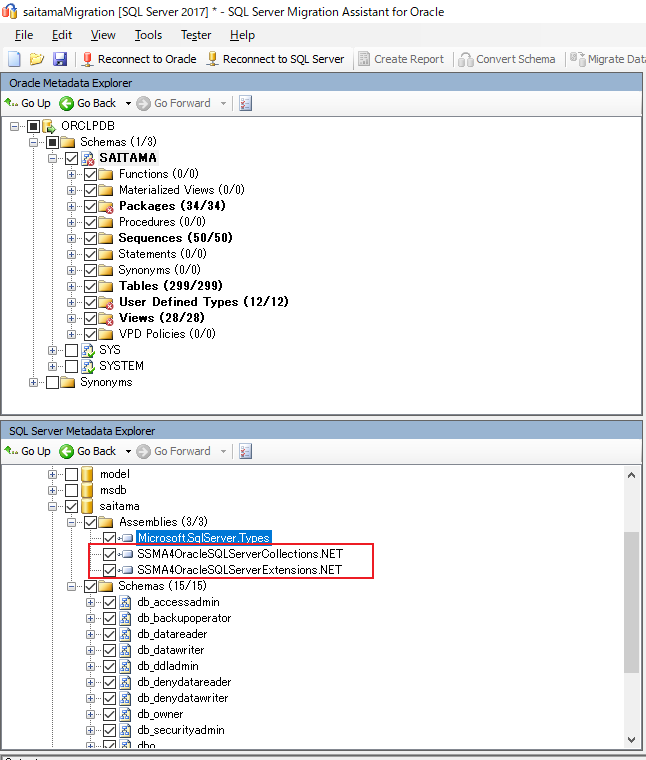 saitamaMigration [SQL Server 2017] * - SQL Server Migration Assistant for Oracle
File Edit View Tools Tester Help
Reconnect to Oracle Reconnect to SQL Server Create Report Convert Schema Migrate Data
Oracle Metadata Explorer
Go Up Go Back Go Forward
ORCLPDB
Schemas (1/3)
SAITAMA
Functions (0/0)
Materialized Views (0/0)
Packages (34/34)
Procedures (0/0)
Sequences (50/50)
Statements (0/0)
Synonyms (0/0)
Tables (299/299)
User Defined Types (12/12)
Views (28/28)
VPD Policies (0/0)
SYS
SYSTEM
Synonyms
SQL Server Metadata Explorer
Go Up Go Back Go Forward
model
msdb
saitama
Assemblies (3/3)
Microsoft.SqlServer.Types
SSMA4OracleSQLServerCollections.NET
SSMA4OracleSQLServerExtensions.NET
Schemas (15/15)
db_accessadmin
db_backupoperator
db_datareader
db_datawriter
db_ddladmin
db_denydatareader
db_denydatawriter
db_owner
db_securityadmin
dbo